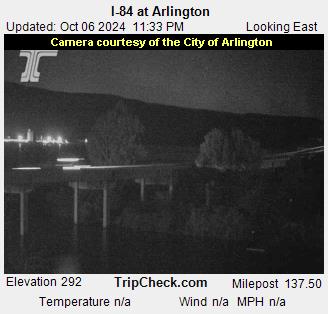 I-84 at Arlington
Updated: Oct 06 2024 11:33 PM Looking East
Camera courtesy of the City of Arlington
Elevation 292 TripCheck.com Milepost 137.50
Temperature n/a Wind n/a MPH n/a